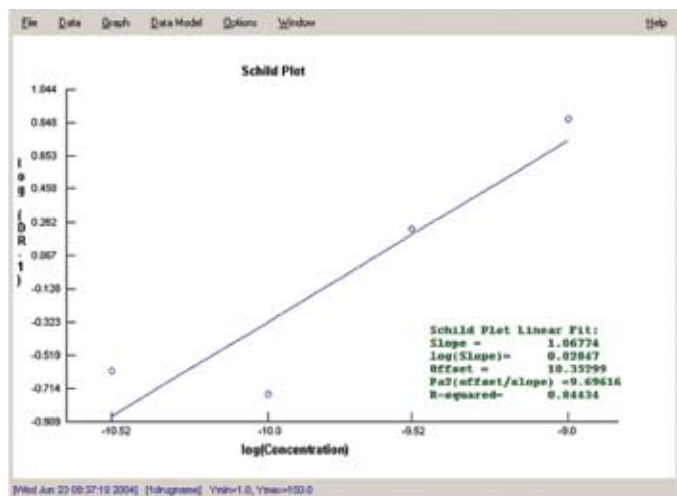 File Data Graph Data Model Options Window Help
Schild Plot
1.044
0.848
0.653
0.458
0.262
0.067
-0.128
-0.323
-0.519
-0.714
-0.909
log (DR-1)
-10.52 -10.0 -9.52 -9.0
log(Concentration)
Schild Plot Linear Fit:
Slope = 1.06774
log(Slope)= 0.02847
Offset = 10.35299
Pa2(offset/slope) =9.69616
R-squared= 0.84434
[Wed Jun 23 08:37:18 2004] [1drugname] Ymin=1.0, Ymax=100.0